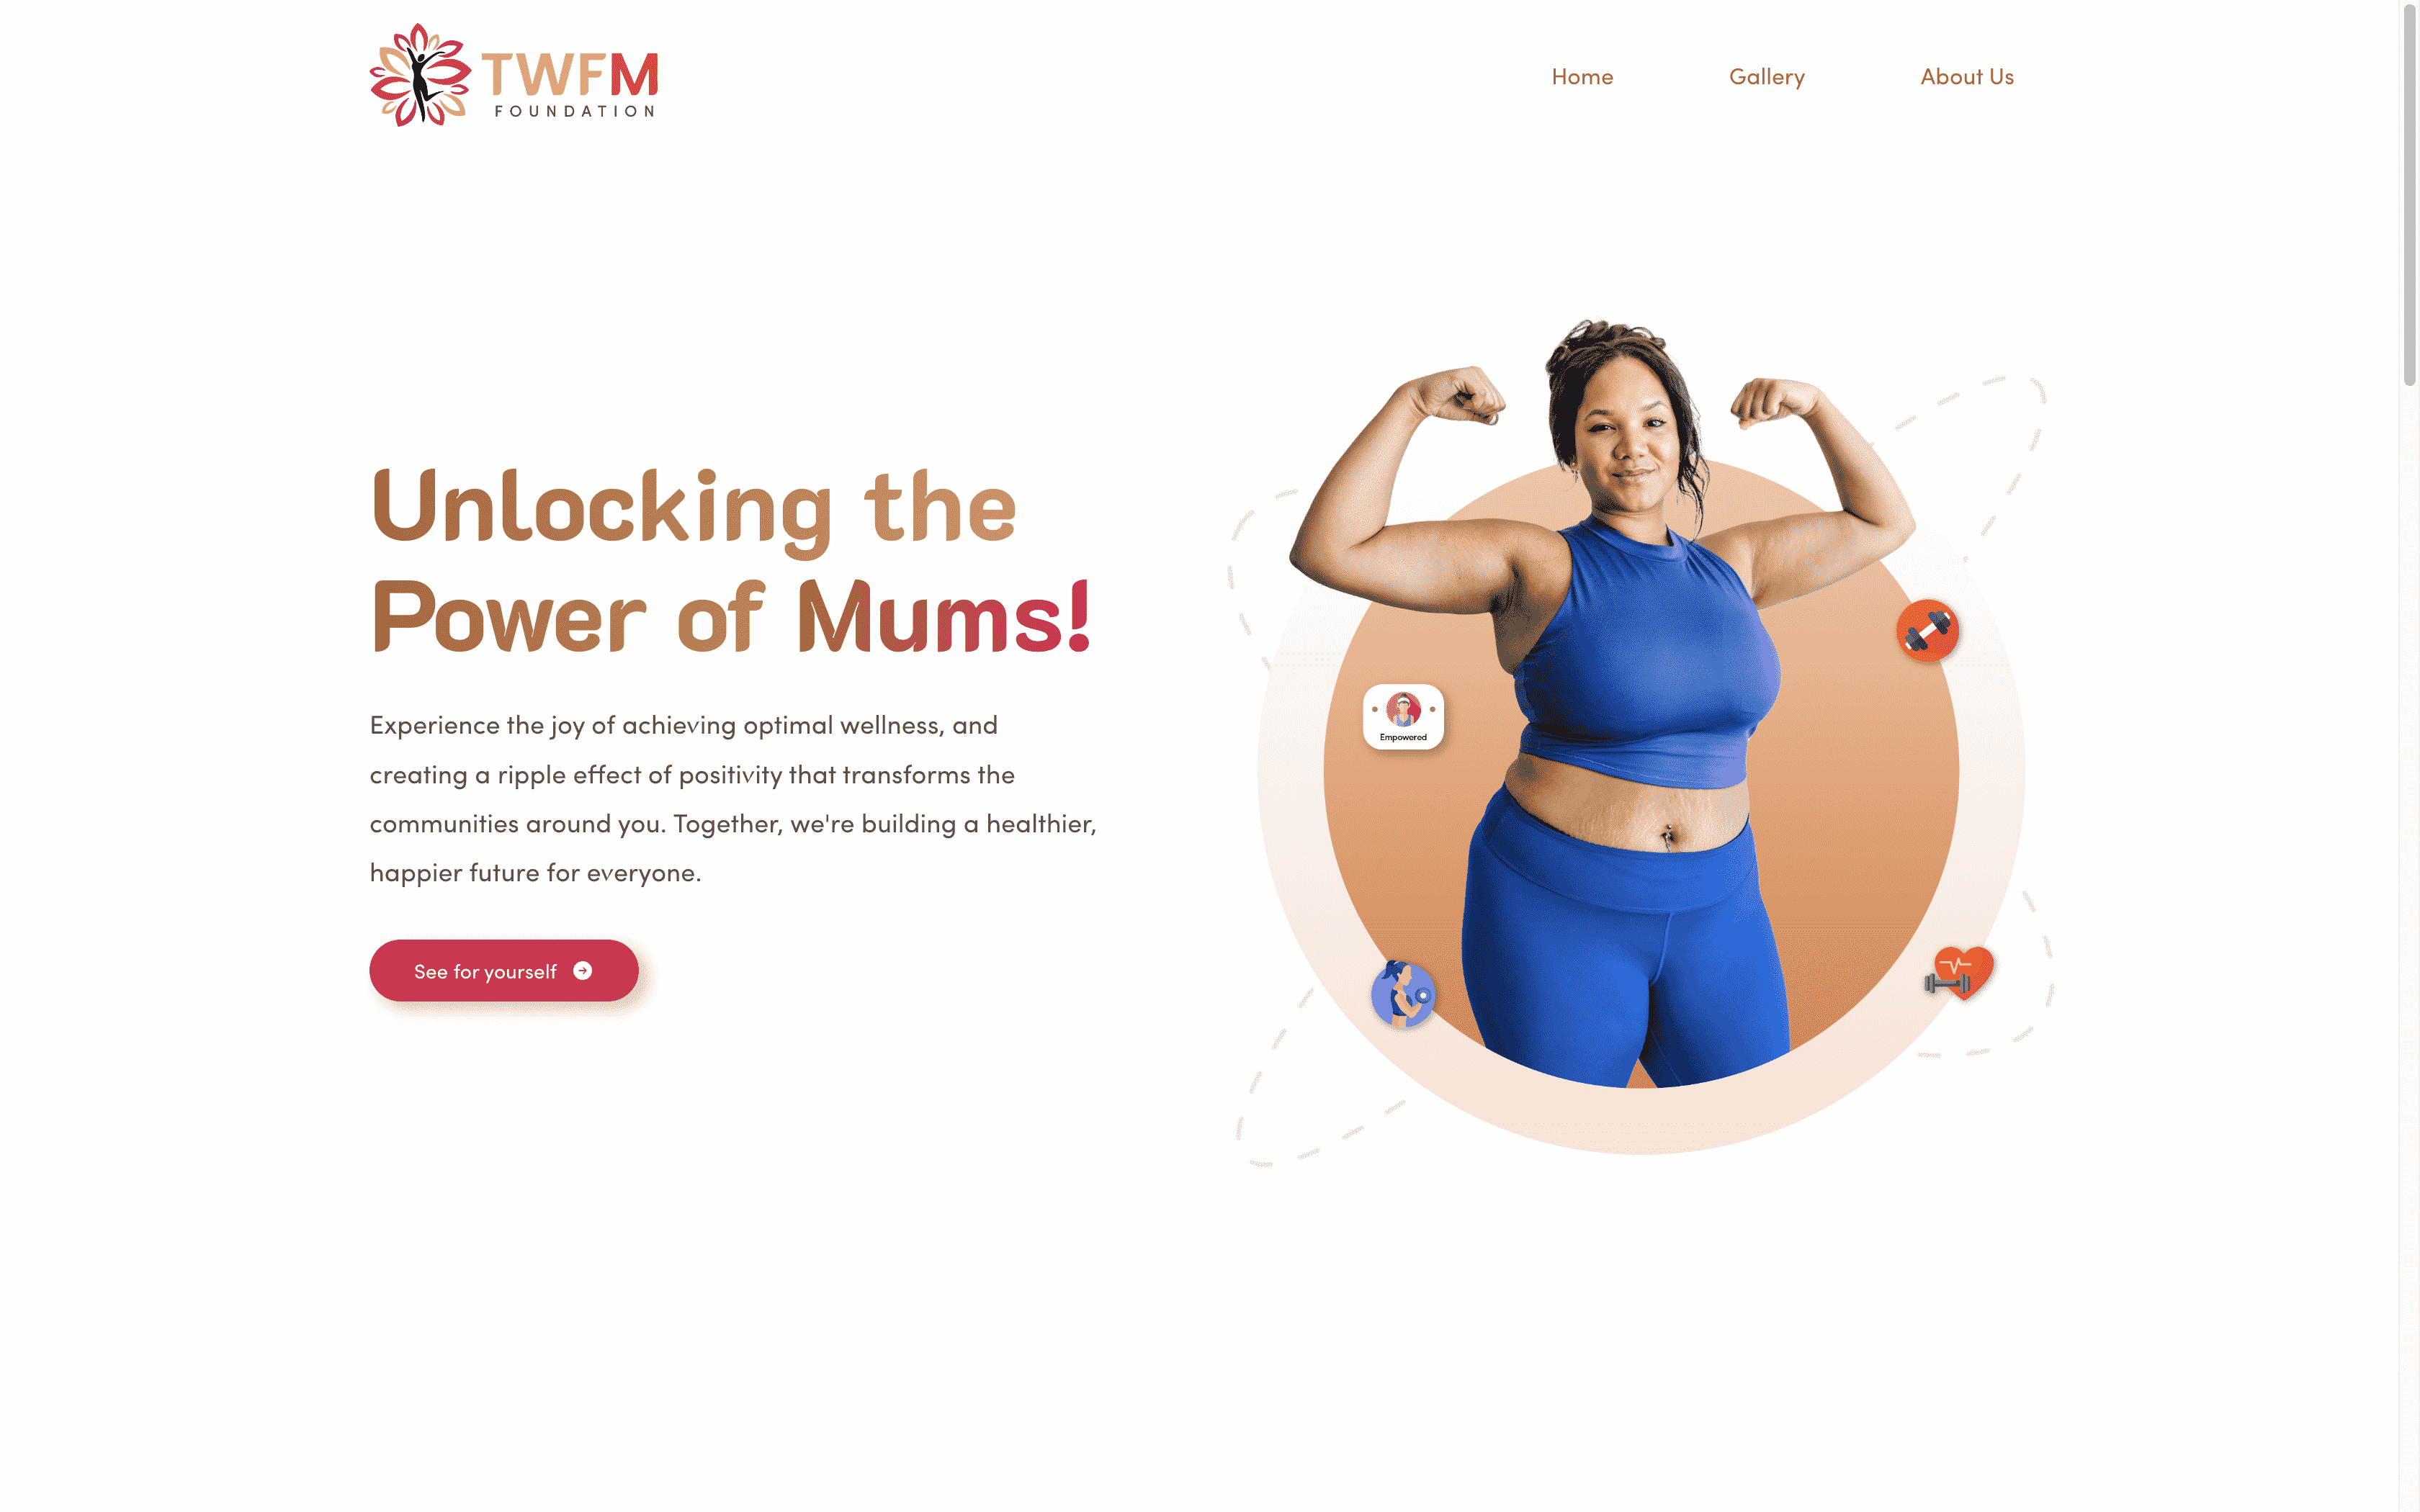 TWFM
FOUNDATION
Home
Gallery
About Us
Unlocking the
Power of Mums!
Experience the joy of achieving optimal wellness, and
creating a ripple effect of positivity that transforms the
communities around you. Together, we're building a healthier,
happier future for everyone.
See for yourself
Empowered